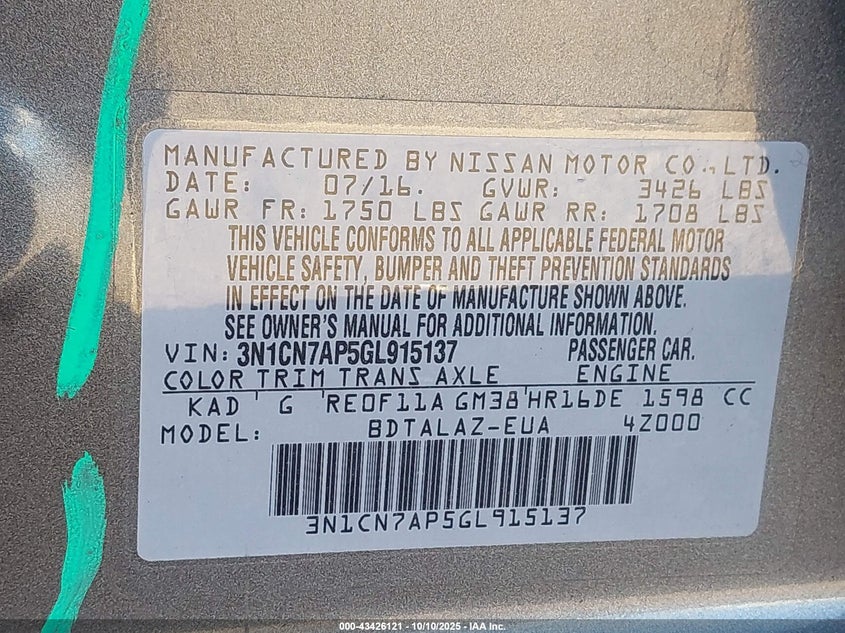 MANUFACTURED BY NISSAN MOTOR CO., LTD.
DATE: 07/16. GVWR: 3426 LBS
GAWR FR: 1750 LBS GAWR RR: 1708 LBS
THIS VEHICLE CONFORMS TO ALL APPLICABLE FEDERAL MOTOR
VEHICLE SAFETY, BUMPER AND THEFT PREVENTION STANDARDS
IN EFFECT ON THE DATE OF MANUFACTURE SHOWN ABOVE.
SEE OWNER'S MANUAL FOR ADDITIONAL INFORMATION.
VIN: 3N1CN7AP5GL915137 PASSENGER CAR.
COLOR TRIM TRANS AXLE ENGINE
KAD ' G 'RE0F11A GM38'HR16DE 1598 CC
MODEL: BDTALAZ-EUA 4Z000
3N1CN7AP5GL915137
000-43426121 - 10/10/2025 - IAA Inc.